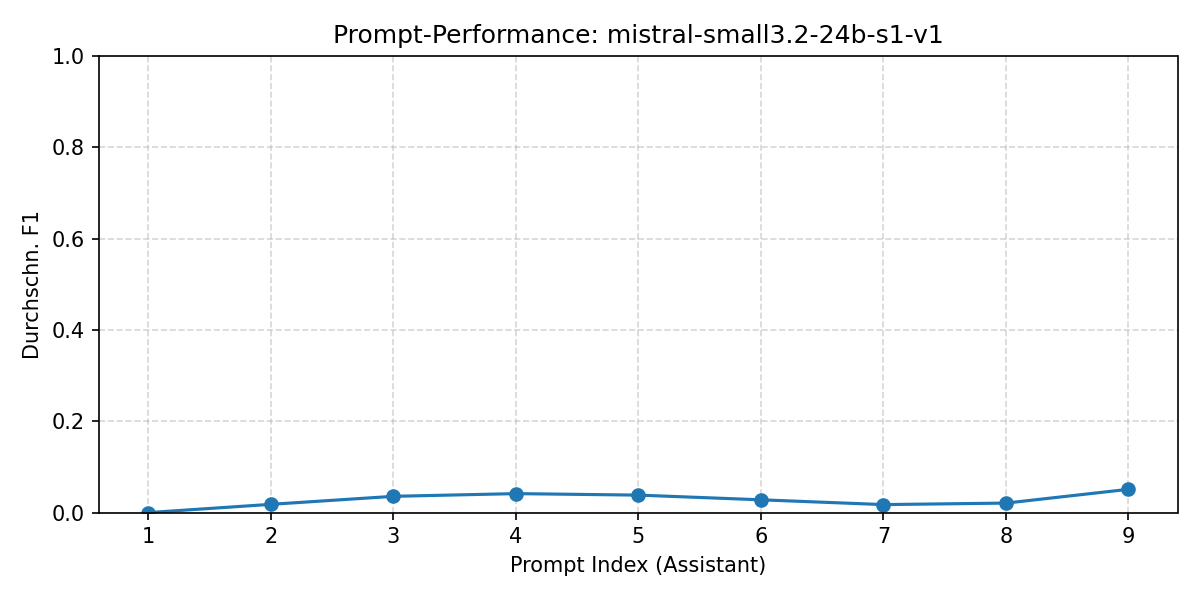 Prompt-Performance: mistral-small3.2-24b-s1-v1
Durchschn. F1
1.0
0.8
0.6
0.4
0.2
0.0
1 2 3 4 5 6 7 8 9
Prompt Index (Assistant)